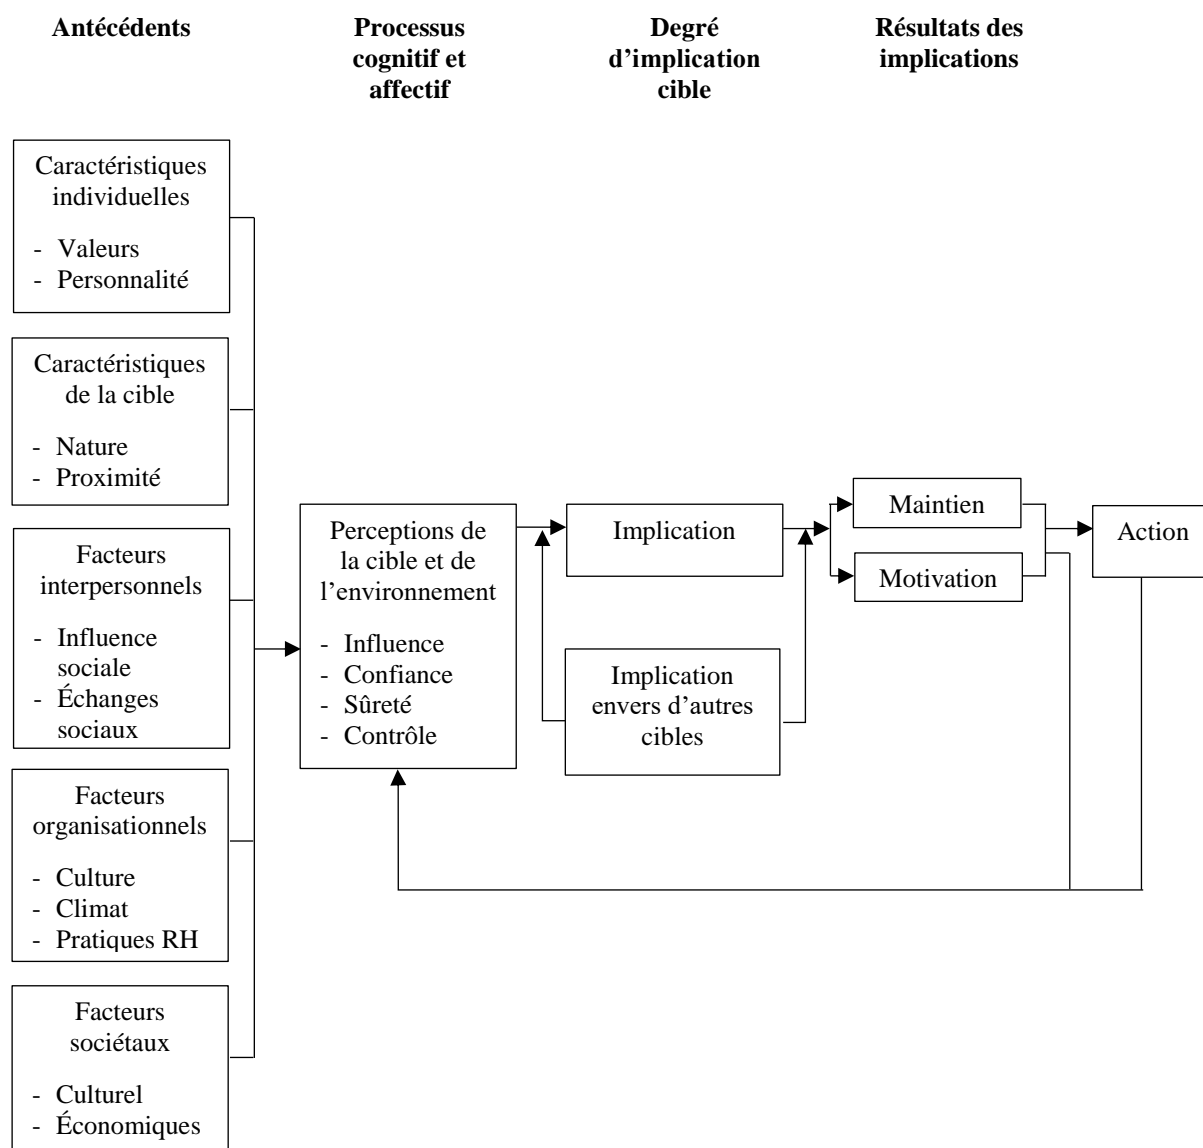 Antécédents
Processus
cognitif et
affectif
Degré
d’implication
cible
Résultats des
implications
Caractéristiques
individuelles
- Valeurs
- Personnalité
Caractéristiques
de la cible
- Nature
- Proximité
Facteurs
interpersonnels
- Influence
sociale
- Échanges
sociaux
Facteurs
organisationnels
- Culture
- Climat
- Pratiques RH
Facteurs
sociétaux
- Culturel
- Économiques
Perceptions de
la cible et de
l’environnement
- Influence
- Confiance
- Sûreté
- Contrôle
Implication
Implication
envers d’autres
cibles
Maintien
Motivation
Action